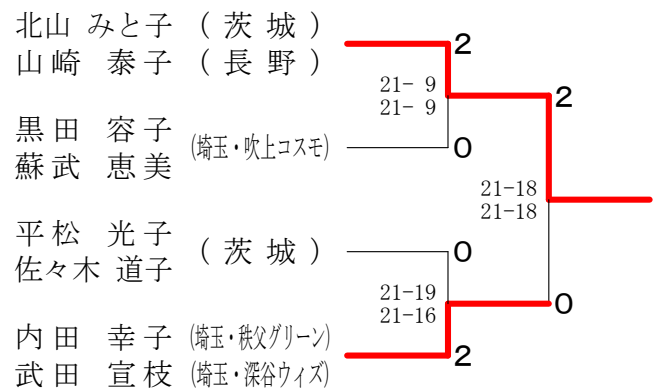 北山 みと子 ( 茨 城 )
山 崎 泰 子 ( 長 野 )
2
21- 9
21- 9
2
黒 田 容 子
蘇 武 恵 美
(埼玉・吹上コスモ)
0
21-18
21-18
平 松 光 子
佐々木 道子
( 茨 城 )
0
21-19
21-16
0
内 田 幸 子 (埼玉・秩父グリーン)
武 田 宣 枝 (埼玉・深谷ウィズ)
2